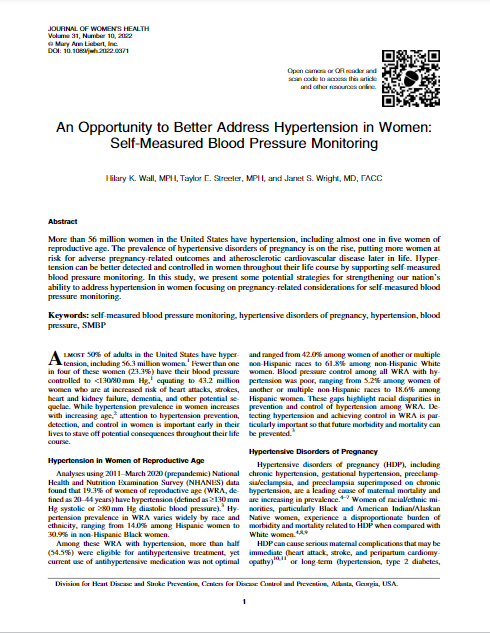 JOURNAL OF WOMEN'S HEALTH
Volume 31, Number 10, 2022
© Mary Ann Liebert, Inc.
DOI: 10.1089/jwh.2022.0371
Open camera or QR reader and
scan code to access this article
and other resources online.
An Opportunity to Better Address Hypertension in Women:
Self-Measured Blood Pressure Monitoring
Hilary K. Wall, MPH, Taylor E. Streeter, MPH, and Janet S. Wright, MD, FACC
Abstract
More than 56 million women in the United States have hypertension, including almost one in five women of
reproductive age. The prevalence of hypertensive disorders of pregnancy is on the rise, putting more women at
risk for adverse pregnancy-related outcomes and atherosclerotic cardiovascular disease later in life. Hyper-
tension can be better detected and controlled in women throughout their life course by supporting self-measured
blood pressure monitoring. In this study, we present some potential strategies for strengthening our nation's
ability to address hypertension in women focusing on pregnancy-related considerations for self-measured blood
pressure monitoring.
Keywords: self-measured blood pressure monitoring, hypertensive disorders of pregnancy, hypertension, blood
pressure, SMBP
ALMOST 50% of adults in the United States have hyper-
tension, including 56.3 million women.1 Fewer than one
in four of these women (23.3%) have their blood pressure
controlled to <130/80 mm Hg,1 equating to 43.2 million
women who are at increased risk of heart attacks, strokes,
heart and kidney failure, dementia, and other potential se-
quelae. While hypertension prevalence in women increases
with increasing age,2 attention to hypertension prevention,
detection, and control in women is important early in their
lives to stave off potential consequences throughout their life
course.
Hypertension in Women of Reproductive Age
Analyses using 2011–March 2020 (prepandemic) National
Health and Nutrition Examination Survey (NHANES) data
found that 19.3% of women of reproductive age (WRA, de-
fined as 20–44 years) have hypertension (defined as ≥130 mm
Hg systolic or ≥80 mm Hg diastolic blood pressure).3 Hy-
pertension prevalence in WRA varies widely by race and
ethnicity, ranging from 14.0% among Hispanic women to
30.9% in non-Hispanic Black women.
Among these WRA with hypertension, more than half
(54.5%) were eligible for antihypertensive treatment, yet
current use of antihypertensive medication was not optimal
and ranged from 42.0% among women of another or multiple
non-Hispanic races to 61.8% among non-Hispanic White
women. Blood pressure control among all WRA with hy-
pertension was poor, ranging from 5.2% among women of
another or multiple non-Hispanic races to 18.6% among
Hispanic women. These gaps highlight racial disparities in
prevention and control of hypertension among WRA. De-
tecting hypertension and achieving control in WRA is par-
ticularly important so that future morbidity and mortality can
be prevented.3
Hypertensive Disorders of Pregnancy
Hypertensive disorders of pregnancy (HDP), including
chronic hypertension, gestational hypertension, preeclamp-
sia/eclampsia, and preeclampsia superimposed on chronic
hypertension, are a leading cause of maternal mortality and
are increasing in prevalence.4–7 Women of racial/ethnic mi-
norities, particularly Black and American Indian/Alaskan
Native women, experience a disproportionate burden of
morbidity and mortality related to HDP when compared with
White women.4,8,9
HDP can cause serious maternal complications that may be
immediate (heart attack, stroke, and peripartum cardiomy-
opathy)10,11 or long-term (hypertension, type 2 diabetes,
Division for Heart Disease and Stroke Prevention, Centers for Disease Control and Prevention, Atlanta, Georgia, USA.
1